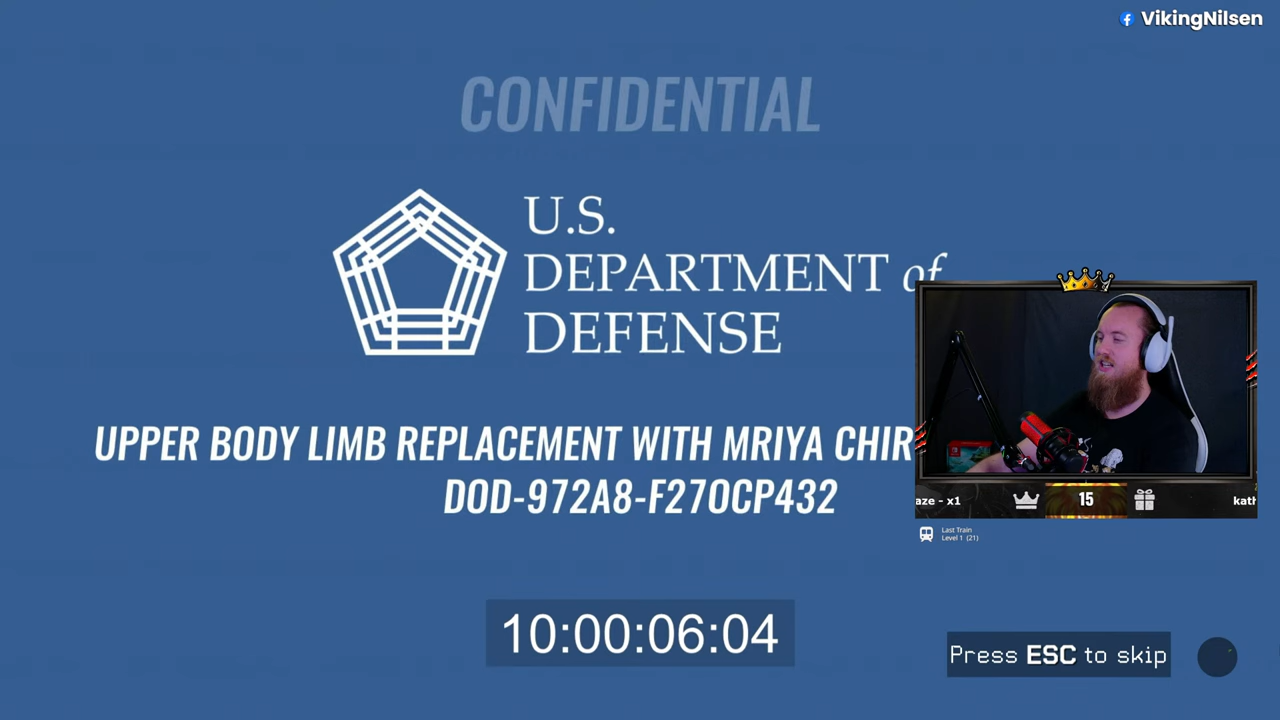 VikingNilsen
CONFIDENTIAL
U.S.
DEPARTMENT of
DEFENSE
UPPER BODY LIMB REPLACEMENT WITH MRIYA CHIR
DOD-972A8-F270CP432
aze - x1
15
kath
Last Train
Level 1 (21)
10:00:06:04
Press ESC to skip